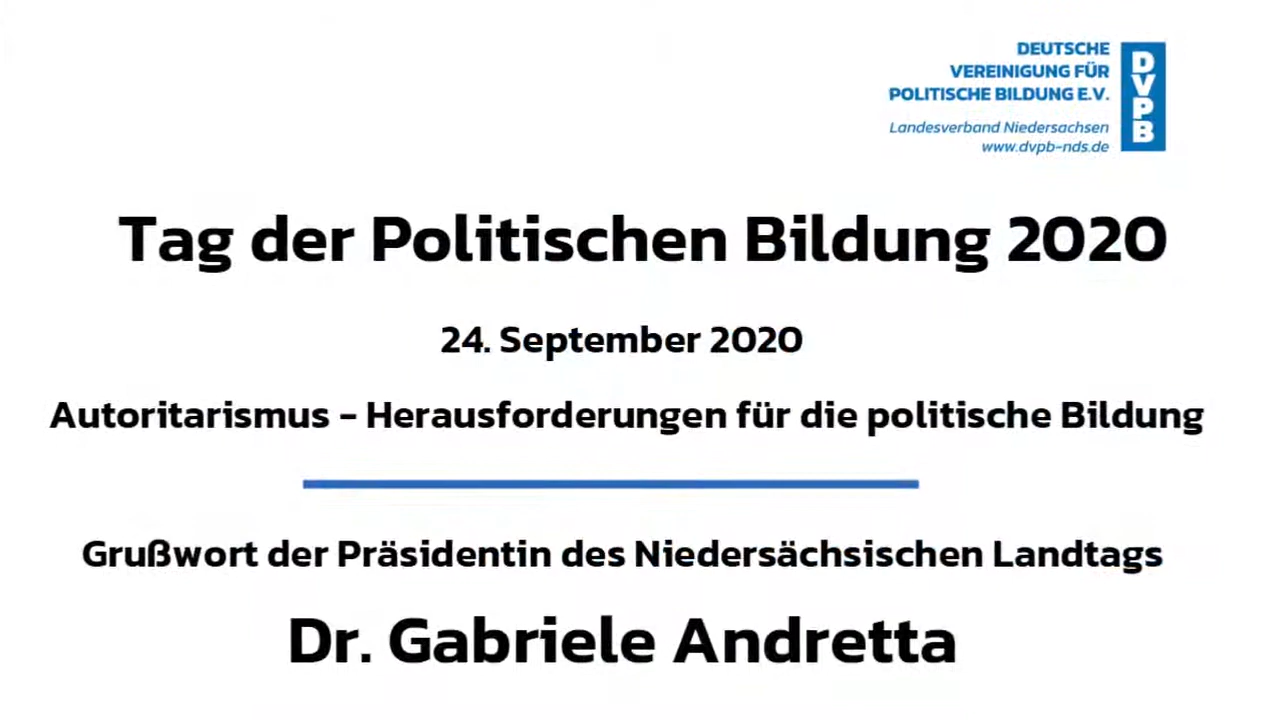 DEUTSCHE
VEREINIGUNG FÜR
POLITISCHE BILDUNG E.V.
Landesverband Niedersachsen
www.dvpb-nds.de
DVPB
Tag der Politischen Bildung 2020
24. September 2020
Autoritarismus - Herausforderungen für die politische Bildung
Grußwort der Präsidentin des Niedersächsischen Landtags
Dr. Gabriele Andretta